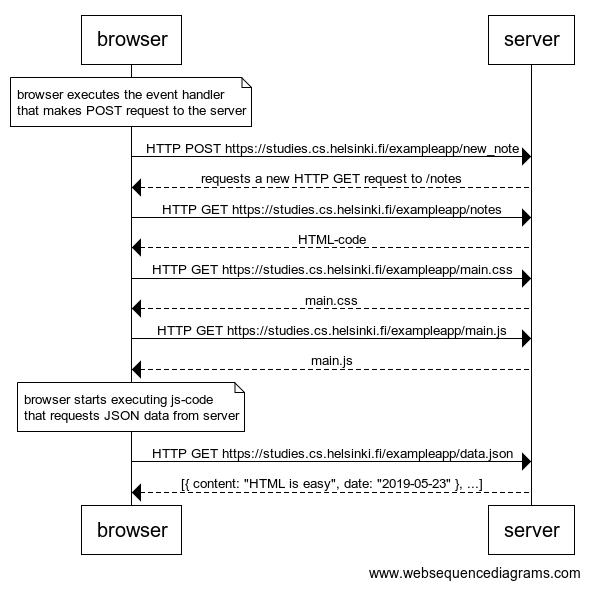 browser
server
browser executes the event handler
that makes POST request to the server
HTTP POST https://studies.cs.helsinki.fi/exampleapp/new_note
requests a new HTTP GET request to /notes
HTTP GET https://studies.cs.helsinki.fi/exampleapp/notes
HTML-code
HTTP GET https://studies.cs.helsinki.fi/exampleapp/main.css
main.css
HTTP GET https://studies.cs.helsinki.fi/exampleapp/main.js
main.js
browser starts executing js-code
that requests JSON data from server
HTTP GET https://studies.cs.helsinki.fi/exampleapp/data.json
[{ content: "HTML is easy", date: "2019-05-23" }, ...]
browser
server
www.websequencediagrams.com